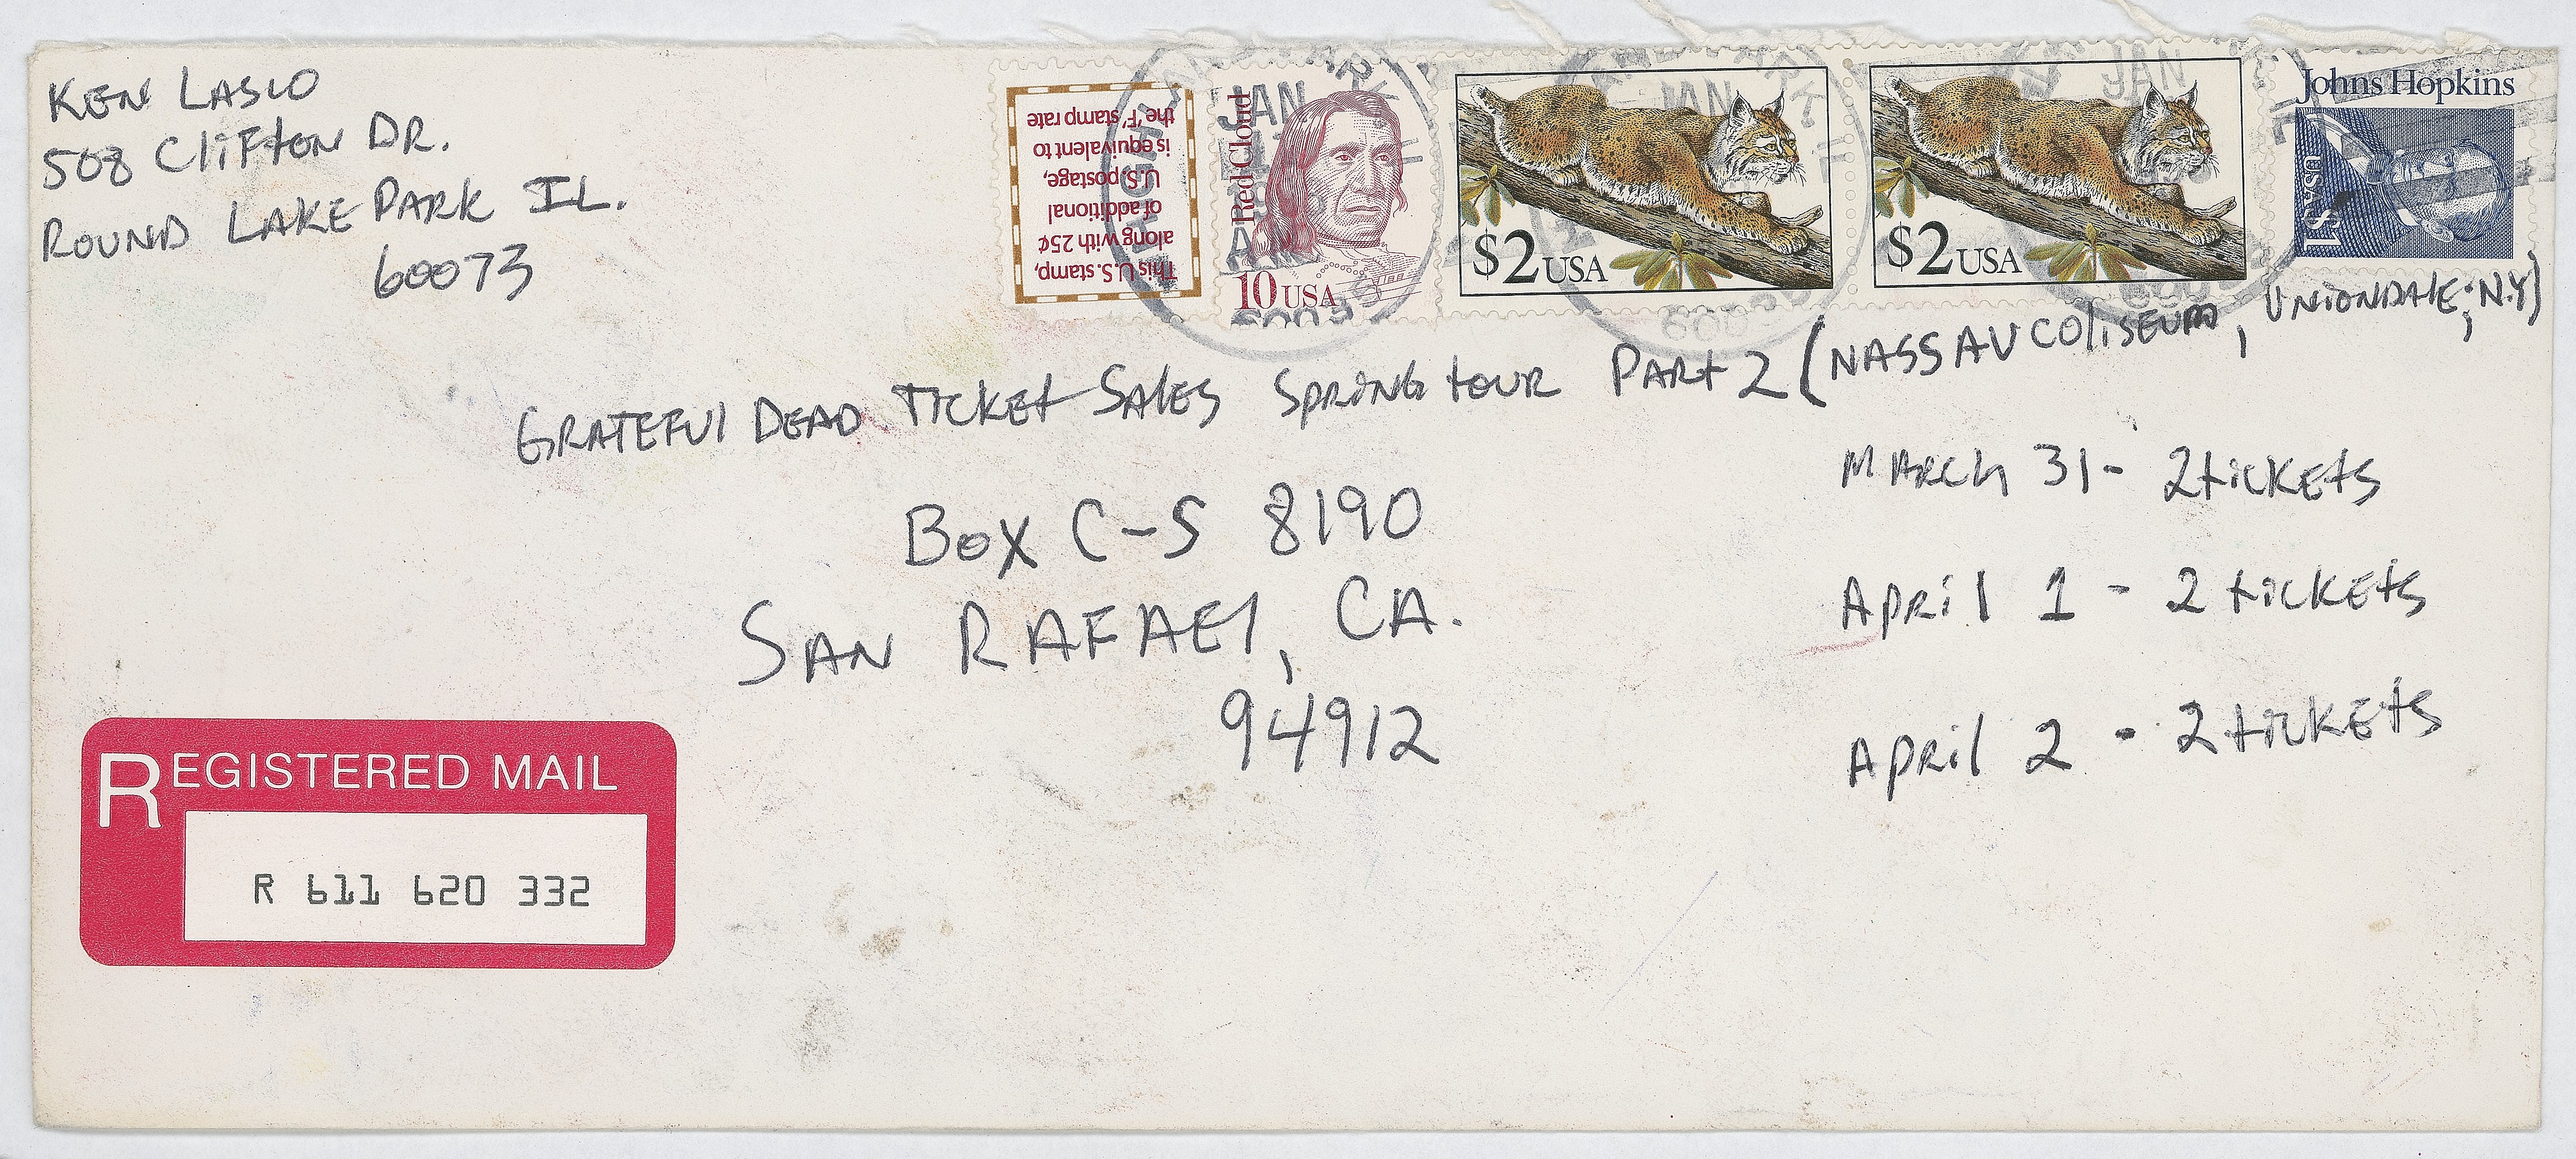 KEN LASLO
508 CLIFTON DR.
ROUND LAKE PARK IL.
60073
This U.S. stamp,
along with 25¢
of additional
U.S. postage,
is equivalent to
the 'F' stamp rate
Red Cloud
10 USA
$2 USA
$2 USA
Johns Hopkins
USA $1
JAN
JAN
JAN
GRATEFUL DEAD TICKET SALES SPRING TOUR PART 2 (NASSAU COLISEUM, UNIONDALE, N.Y)
MARCH 31 - 2 tickets
BOX C-S 8190
April 1 - 2 tickets
SAN RAFAEL, CA.
94912
April 2 - 2 tickets
REGISTERED MAIL
R 611 620 332